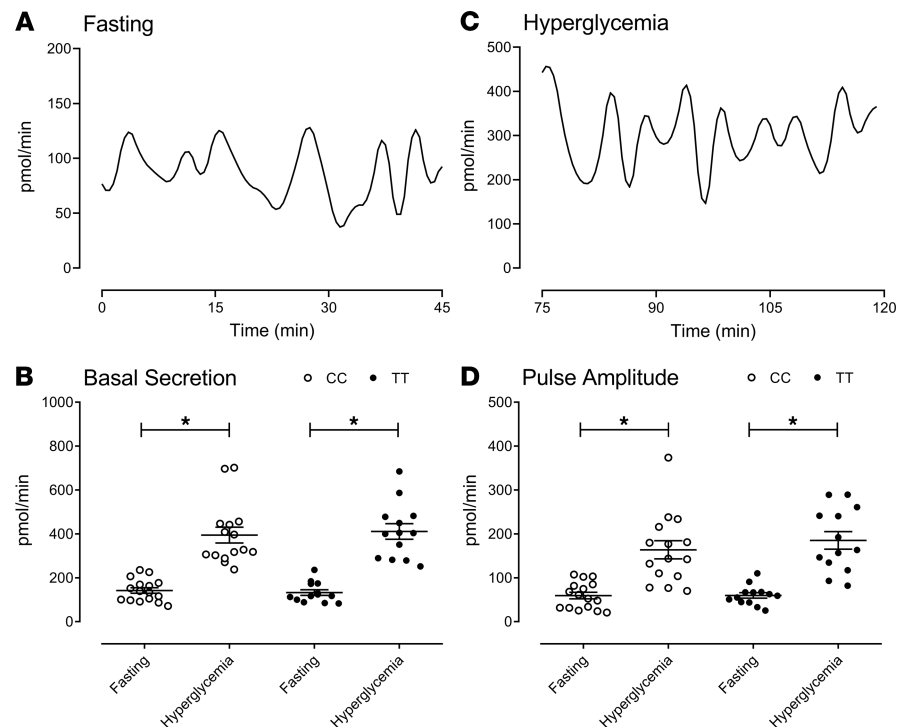 A Fasting
200
150
100
50
0
pmol/min
0 15 30 45
Time (min)
C Hyperglycemia
500
400
300
200
100
0
pmol/min
75 90 105 120
Time (min)
B Basal Secretion
CC TT
1000
800
600
400
200
0
pmol/min
* *
Fasting Hyperglycemia Fasting Hyperglycemia
D Pulse Amplitude
CC TT
500
400
300
200
100
0
pmol/min
* *
Fasting Hyperglycemia Fasting Hyperglycemia